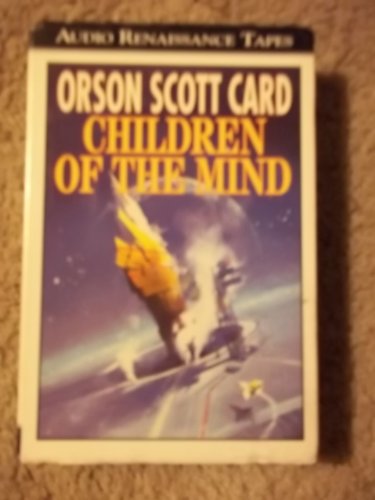 AUDIO RENAISSANCE TAPES
ORSON SCOTT CARD
CHILDREN
OF THE MIND